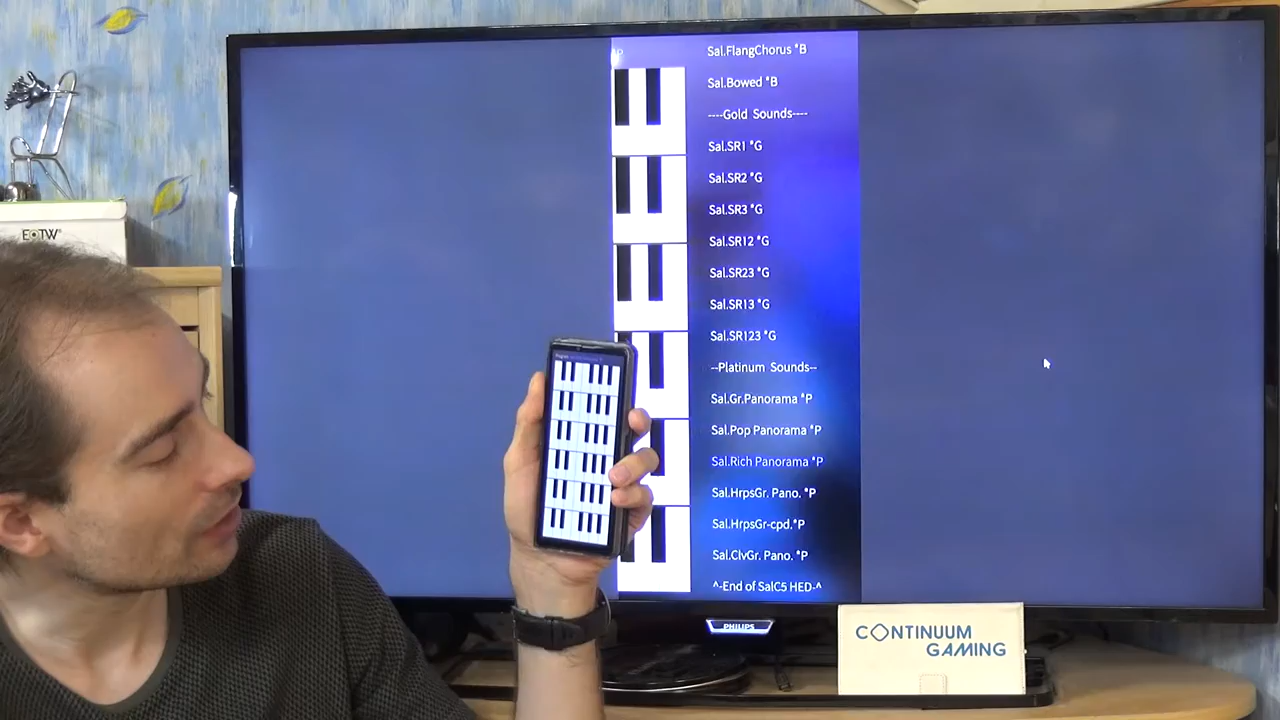 P
Sal.FlangChorus *B
Sal.Bowed *B
----Gold Sounds----
Sal.SR1 *G
Sal.SR2 *G
Sal.SR3 *G
Sal.SR12 *G
Sal.SR23 *G
Sal.SR13 *G
Sal.SR123 *G
--Platinum Sounds--
Sal.Gr.Panorama *P
Sal.Pop Panorama *P
Sal.Rich Panorama *P
Sal.HrpsGr. Pano. *P
Sal.HrpsGr-cpd.*P
Sal.ClvGr. Pano. *P
^-End of SalC5 HED-^
EOTW
PHILIPS
CONTINUUM
GAMING